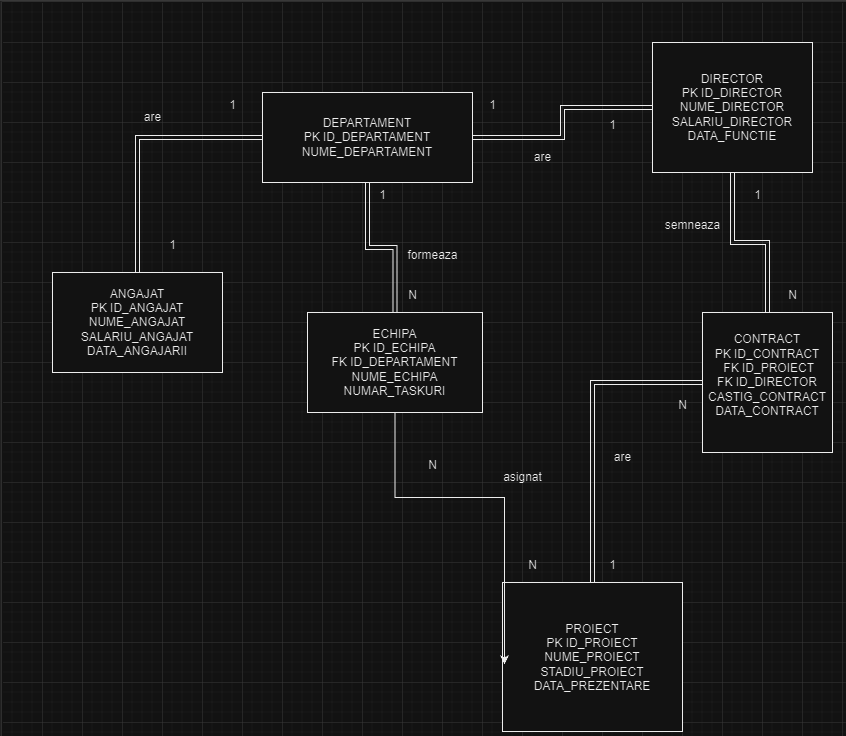 DIRECTOR
PK ID_DIRECTOR
NUME_DIRECTOR
SALARIU_DIRECTOR
DATA_FUNCTIE
1
are
DEPARTAMENT
PK ID_DEPARTAMENT
NUME_DEPARTAMENT
1
1
are
1
1
semneaza
1
formeaza
N
N
ANGAJAT
PK ID_ANGAJAT
NUME_ANGAJAT
SALARIU_ANGAJAT
DATA_ANGAJARII
1
ECHIPA
PK ID_ECHIPA
FK ID_DEPARTAMENT
NUME_ECHIPA
NUMAR_TASKURI
CONTRACT
PK ID_CONTRACT
FK ID_PROIECT
FK ID_DIRECTOR
CASTIG_CONTRACT
DATA_CONTRACT
N
are
N
asignat
N
1
PROIECT
PK ID_PROIECT
NUME_PROIECT
STADIU_PROIECT
DATA_PREZENTARE